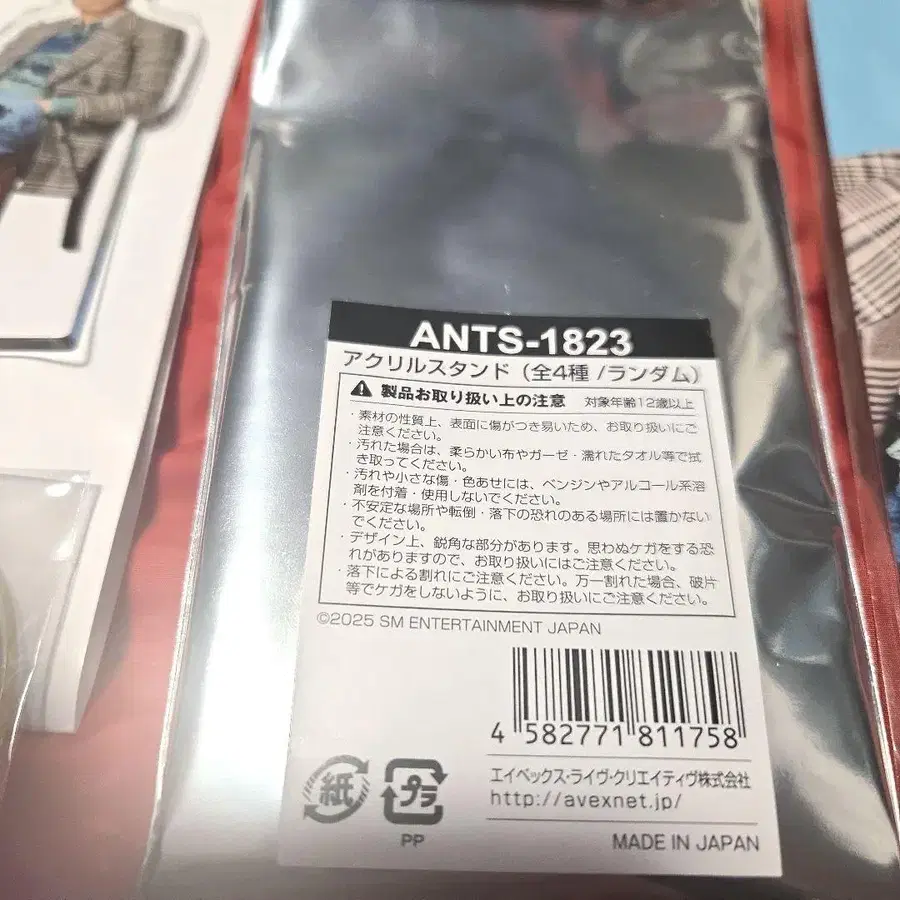 ANTS-1823
アクリルスタンド（全4種 /ランダム）
製品お取り扱い上の注意 対象年齢12歳以上
・素材の性質上、表面に傷がつき易いため、お取り扱いにご
注意ください。
・汚れた場合は、柔らかい布やガーゼ・濡れたタオル等で拭
き取ってください。
・汚れや小さな傷・色あせには、ベンジンやアルコール系溶
剤を付着・使用しないでください。
・不安定な場所や転倒・落下の恐れのある場所には置かない
でください。
・デザイン上、鋭角な部分があります。思わぬケガをする恐
れがありますので、お取り扱いにはご注意ください。
・落下による割れにご注意ください。万一割れた場合、破片
等でケガをしないように、お取り扱いにご注意ください。
©2025 SM ENTERTAINMENT JAPAN
4 582771 811758
紙
プラ
PP
エイベックス・ライヴ・クリエイティヴ株式会社
http://avexnet.jp/
MADE IN JAPAN